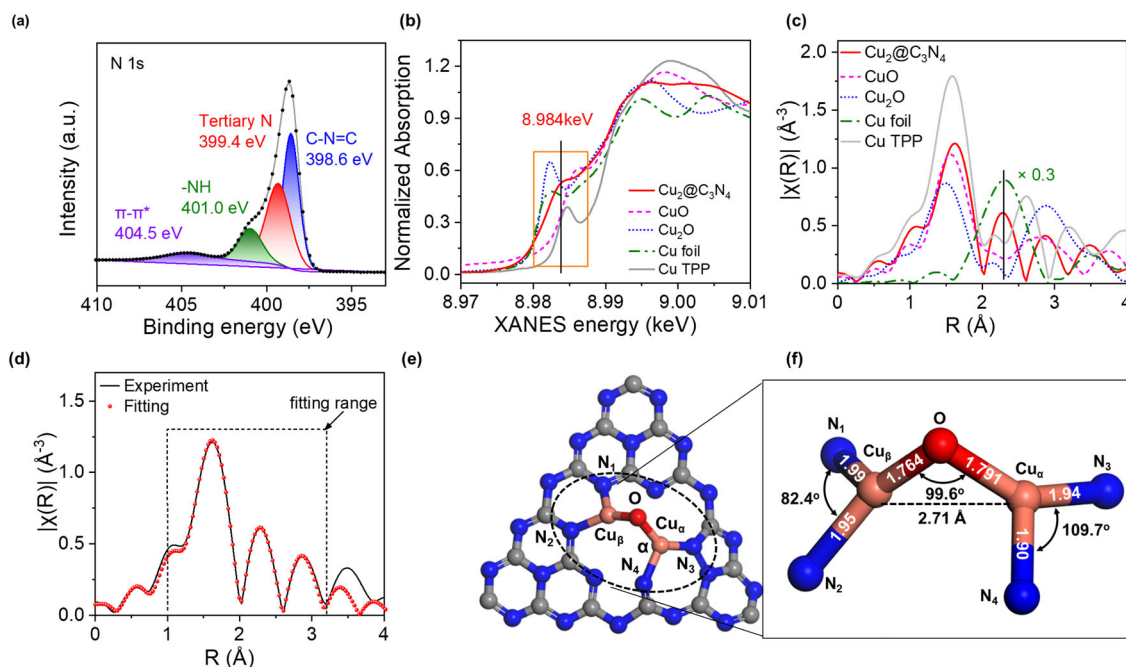 (a)
N 1s
Tertiary N
399.4 eV
C-N=C
398.6 eV
-NH
401.0 eV
π-π*
404.5 eV
Intensity (a.u.)
410 405 400 395
Binding energy (eV)
(b)
8.984keV
Cu₂@C₃N₄
CuO
Cu₂O
Cu foil
Cu TPP
Normalized Absorption
1.2
0.9
0.6
0.3
0.0
8.97 8.98 8.99 9.00 9.01
XANES energy (keV)
(c)
Cu₂@C₃N₄
CuO
Cu₂O
Cu foil
Cu TPP
× 0.3
|χ(R)| (Å⁻³)
2.0
1.5
1.0
0.5
0.0
0 1 2 3 4
R (Å)
(d)
Experiment
Fitting
fitting range
|χ(R)| (Å⁻³)
1.5
1.0
0.5
0.0
0 1 2 3 4
R (Å)
(e)
N₁
O
N₂
Cuβ
Cuα
α
N₄
N₃
(f)
O
N₁
Cuβ
Cuα
N₃
1.99
1.764
1.791
1.94
82.4°
99.6°
2.71 Å
109.7°
1.95
1.90
N₂
N₄